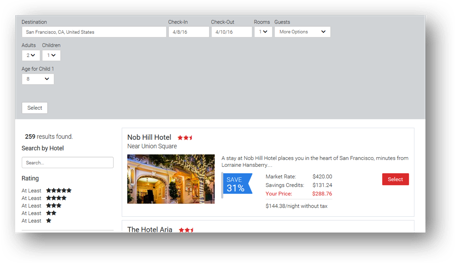 Destination Check-In Check-Out Rooms Guests
San Francisco, CA, United States 4/8/16 4/10/16 1 More Options
Adults Children
2 1
Age for Child 1
8
Select
259 results found.
Search by Hotel
Search...
Rating
At Least
At Least
At Least
At Least
At Least
Nob Hill Hotel
Near Union Square
A stay at Nob Hill Hotel places you in the heart of San Francisco, minutes from
Lorraine Hansberry...
SAVE
31%
Market Rate: $420.00
Savings Credits: $131.24
Your Price: $288.76
$144.38/night without tax
Select
The Hotel Aria